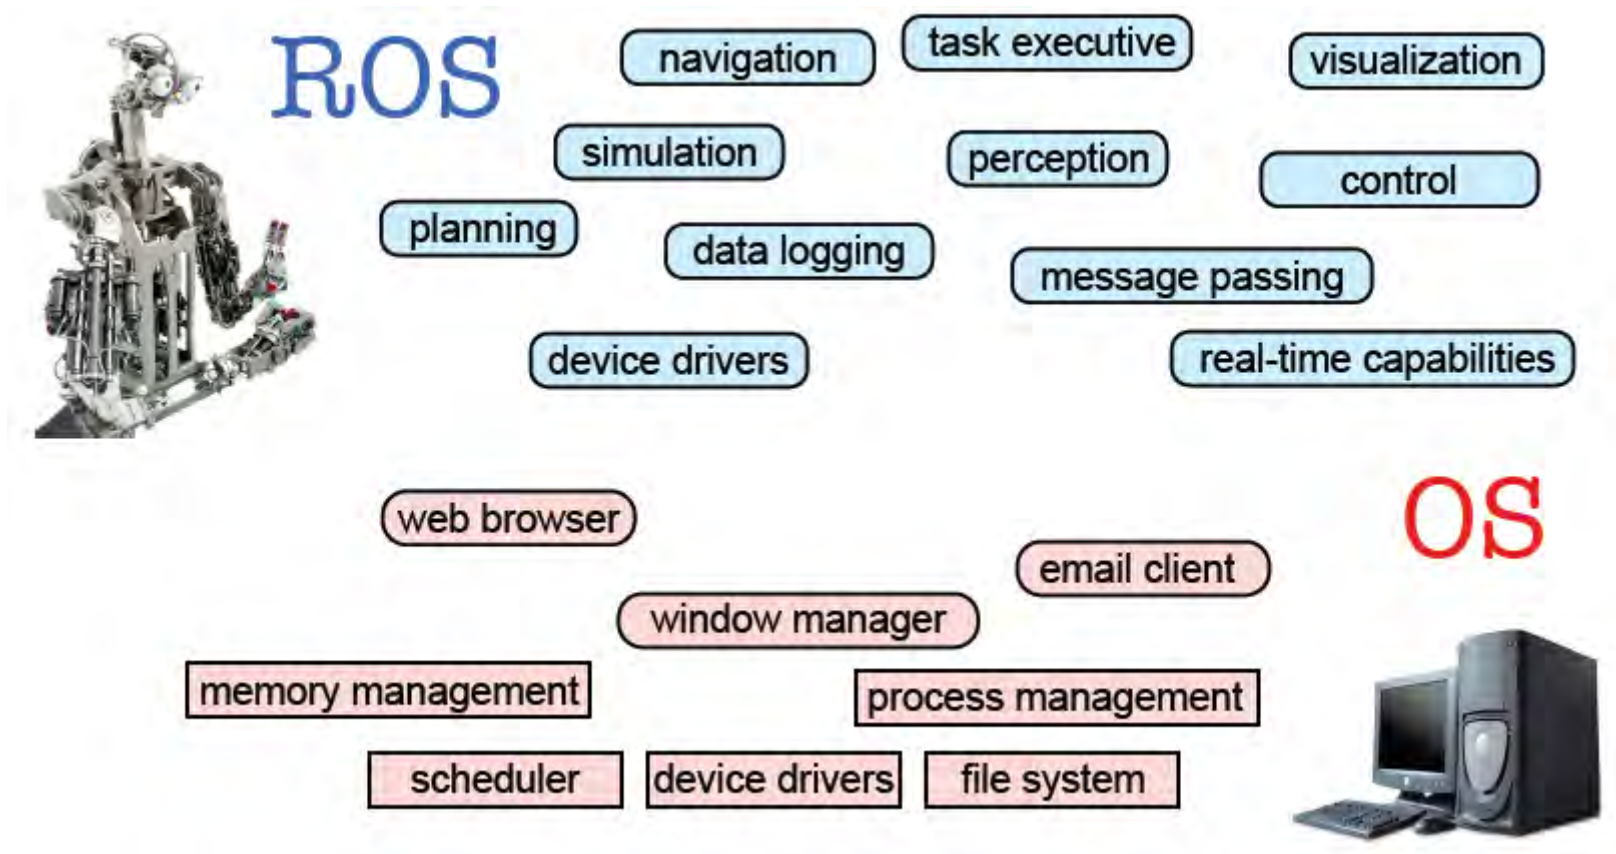 ROS
navigation
task executive
visualization
simulation
perception
control
planning
data logging
message passing
device drivers
real-time capabilities
web browser
OS
email client
window manager
memory management
process management
scheduler
device drivers
file system